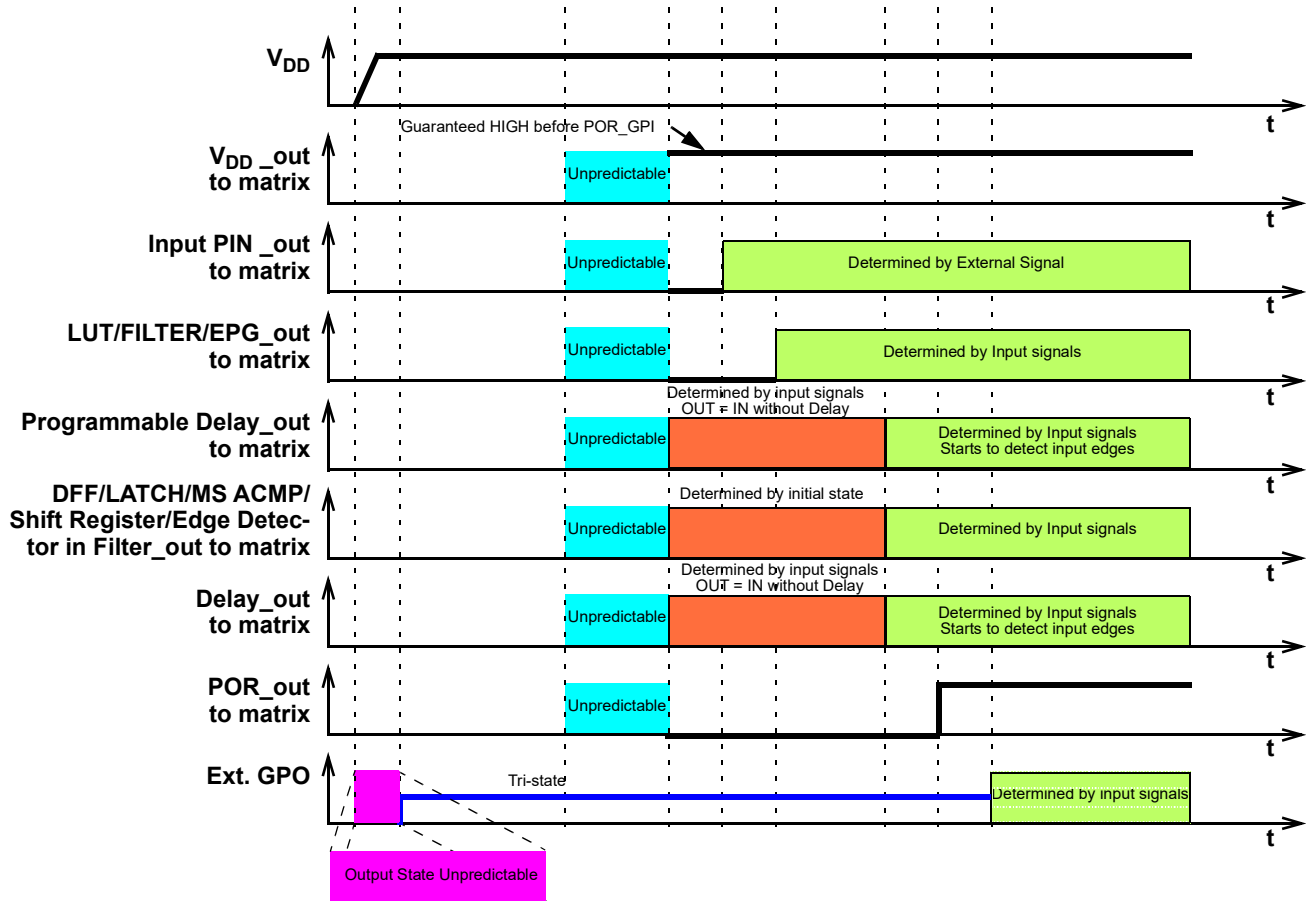 VDD
t
Guaranteed HIGH before POR_GPI
VDD _out
to matrix
Unpredictable
t
Input PIN _out
to matrix
Unpredictable
Determined by External Signal
t
LUT/FILTER/EPG_out
to matrix
Unpredictable
Determined by Input signals
t
Determined by input signals
OUT = IN without Delay
Programmable Delay_out
to matrix
Unpredictable
Determined by Input signals
Starts to detect input edges
t
DFF/LATCH/MS ACMP/
Shift Register/Edge Detec-
tor in Filter_out to matrix
Determined by initial state
Unpredictable
Determined by Input signals
t
Determined by input signals
OUT = IN without Delay
Delay_out
to matrix
Unpredictable
Determined by Input signals
Starts to detect input edges
t
POR_out
to matrix
Unpredictable
t
Ext. GPO
Tri-state
Determined by input signals
t
Output State Unpredictable